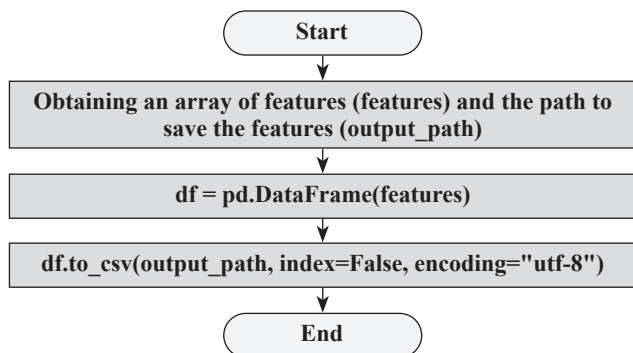 Start
Obtaining an array of features (features) and the path to
save the features (output_path)
df = pd.DataFrame(features)
df.to_csv(output_path, index=False, encoding="utf-8")
End